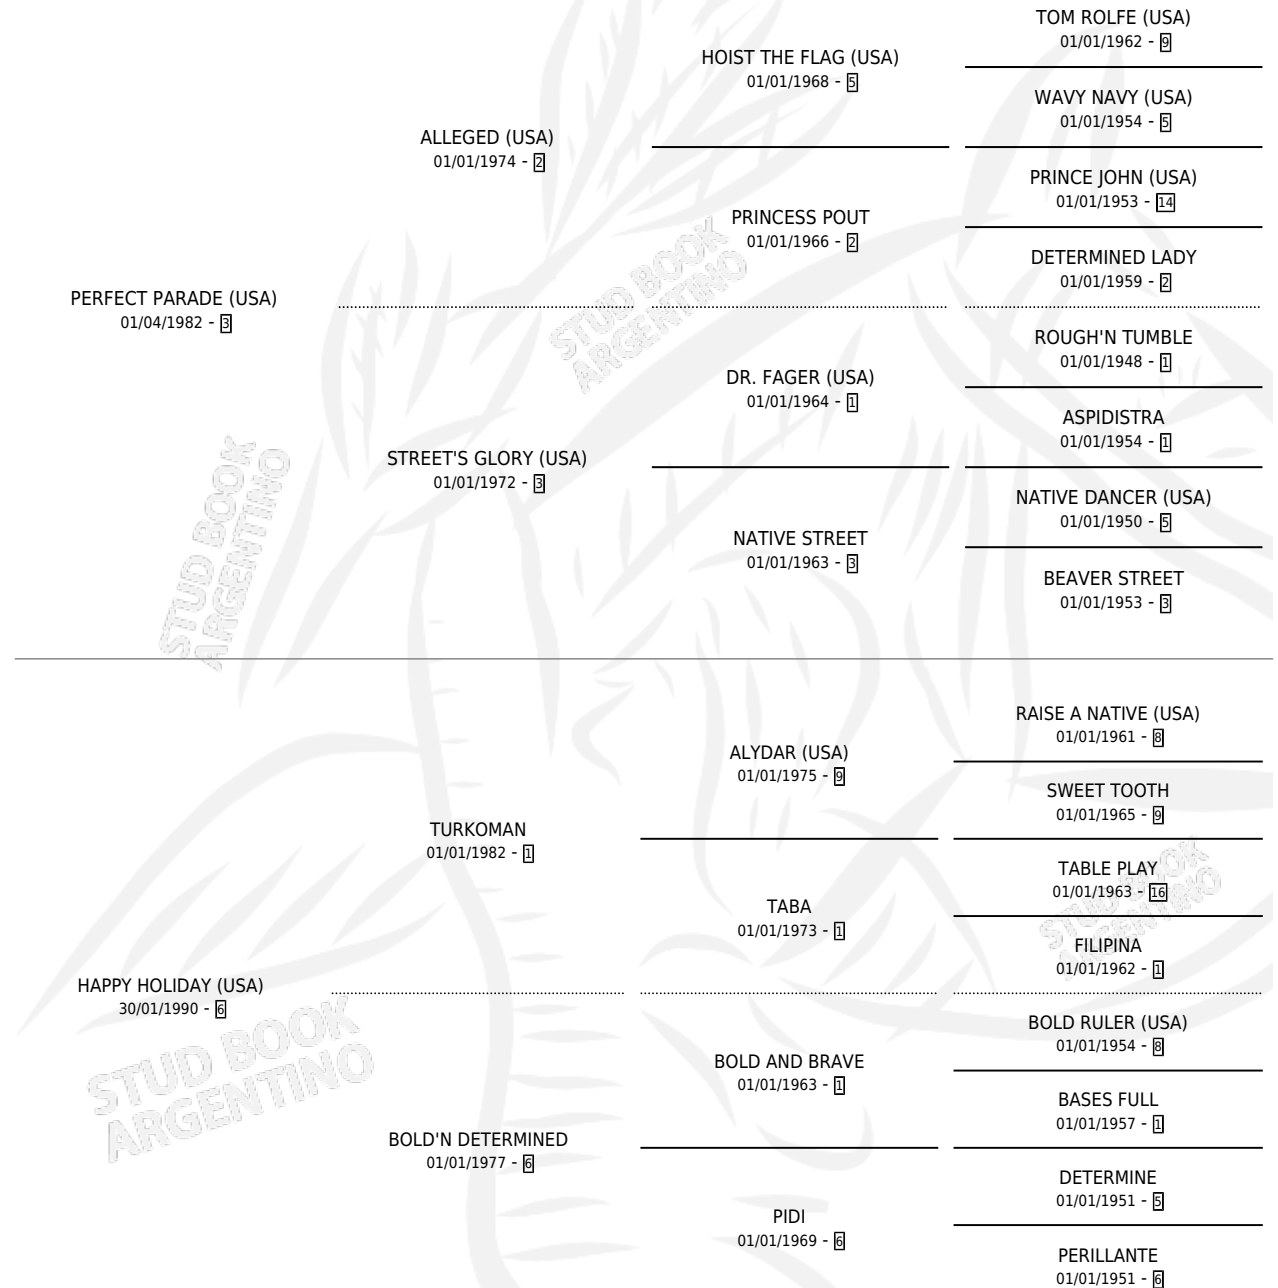 TOM ROLFE (USA)
01/01/1962 - 9
HOIST THE FLAG (USA)
01/01/1968 - 5
WAVY NAVY (USA)
01/01/1954 - 5
ALLEGED (USA)
01/01/1974 - 2
PRINCE JOHN (USA)
01/01/1953 - 14
PRINCESS POUT
01/01/1966 - 2
DETERMINED LADY
01/01/1959 - 2
PERFECT PARADE (USA)
01/04/1982 - 3
ROUGH'N TUMBLE
01/01/1948 - 1
DR. FAGER (USA)
01/01/1964 - 1
ASPIDISTRA
01/01/1954 - 1
STREET'S GLORY (USA)
01/01/1972 - 3
NATIVE DANCER (USA)
01/01/1950 - 5
NATIVE STREET
01/01/1963 - 3
BEAVER STREET
01/01/1953 - 3
STUD BOOK
ARGENTINO
STUD BOOK
ARGENTINO
RAISE A NATIVE (USA)
01/01/1961 - 8
ALYDAR (USA)
01/01/1975 - 9
SWEET TOOTH
01/01/1965 - 9
TURKOMAN
01/01/1982 - 1
TABLE PLAY
01/01/1963 - 16
TABA
01/01/1973 - 1
FILIPINA
01/01/1962 - 1
STUD BOOK
ARGENTINO
HAPPY HOLIDAY (USA)
30/01/1990 - 6
BOLD RULER (USA)
01/01/1954 - 8
BOLD AND BRAVE
01/01/1963 - 1
BASES FULL
01/01/1957 - 1
STUD BOOK
ARGENTINO
BOLD'N DETERMINED
01/01/1977 - 6
DETERMINE
01/01/1951 - 5
PIDI
01/01/1969 - 6
PERILLANTE
01/01/1951 - 6